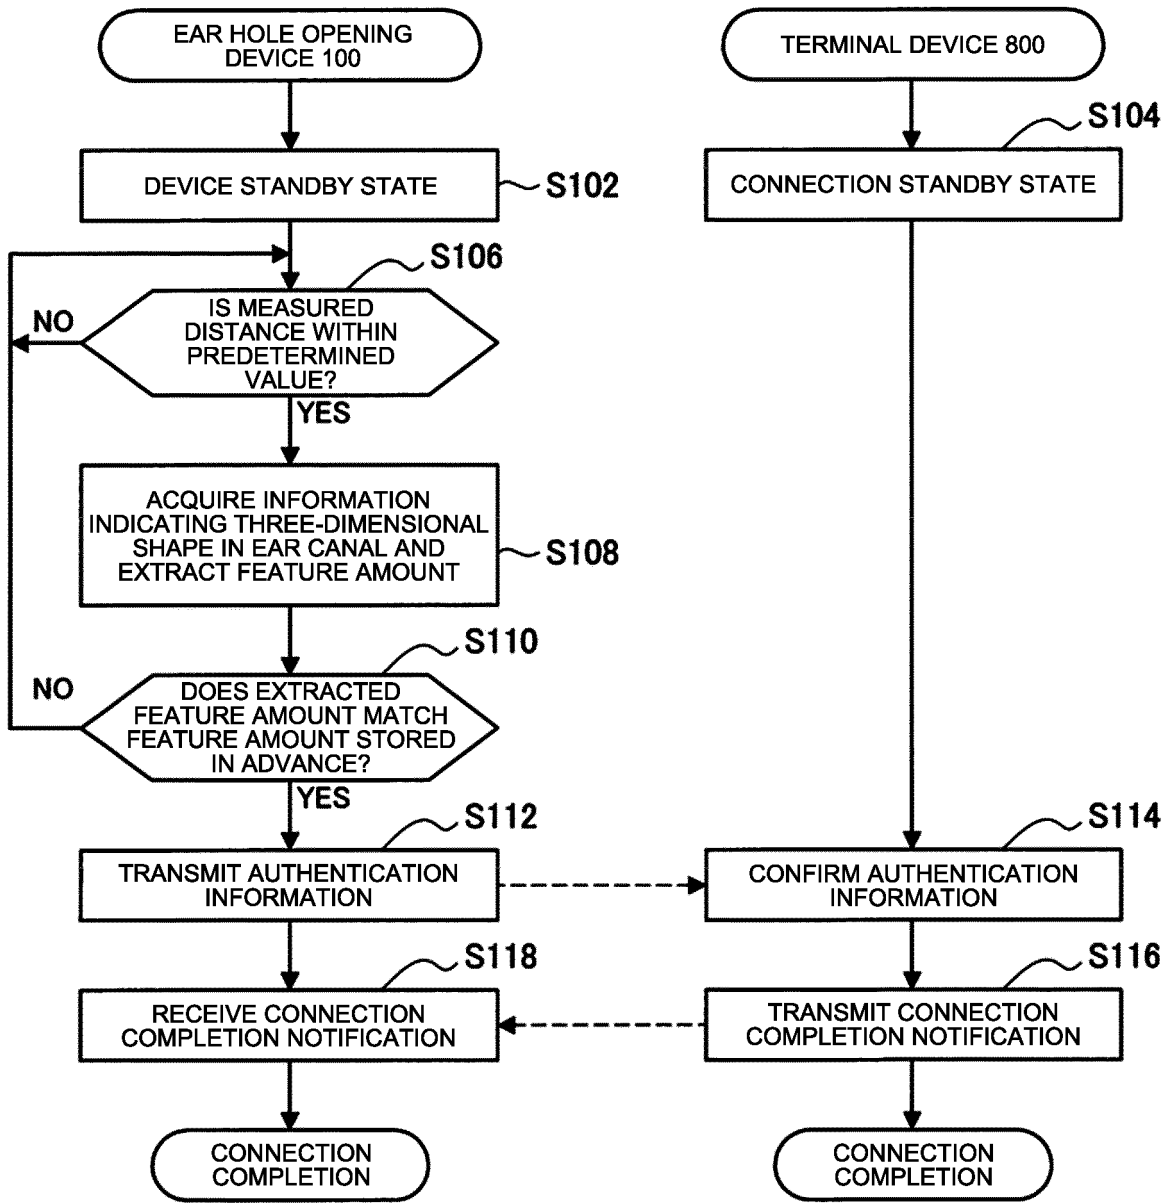 EAR HOLE OPENING
DEVICE 100
TERMINAL DEVICE 800
S104
DEVICE STANDBY STATE
S102
CONNECTION STANDBY STATE
S106
NO
IS MEASURED
DISTANCE WITHIN
PREDETERMINED
VALUE?
YES
ACQUIRE INFORMATION
INDICATING THREE-DIMENSIONAL
SHAPE IN EAR CANAL AND
EXTRACT FEATURE AMOUNT
S108
S110
NO
DOES EXTRACTED
FEATURE AMOUNT MATCH
FEATURE AMOUNT STORED
IN ADVANCE?
YES
S112
S114
TRANSMIT AUTHENTICATION
INFORMATION
CONFIRM AUTHENTICATION
INFORMATION
S118
S116
RECEIVE CONNECTION
COMPLETION NOTIFICATION
TRANSMIT CONNECTION
COMPLETION NOTIFICATION
CONNECTION
COMPLETION
CONNECTION
COMPLETION